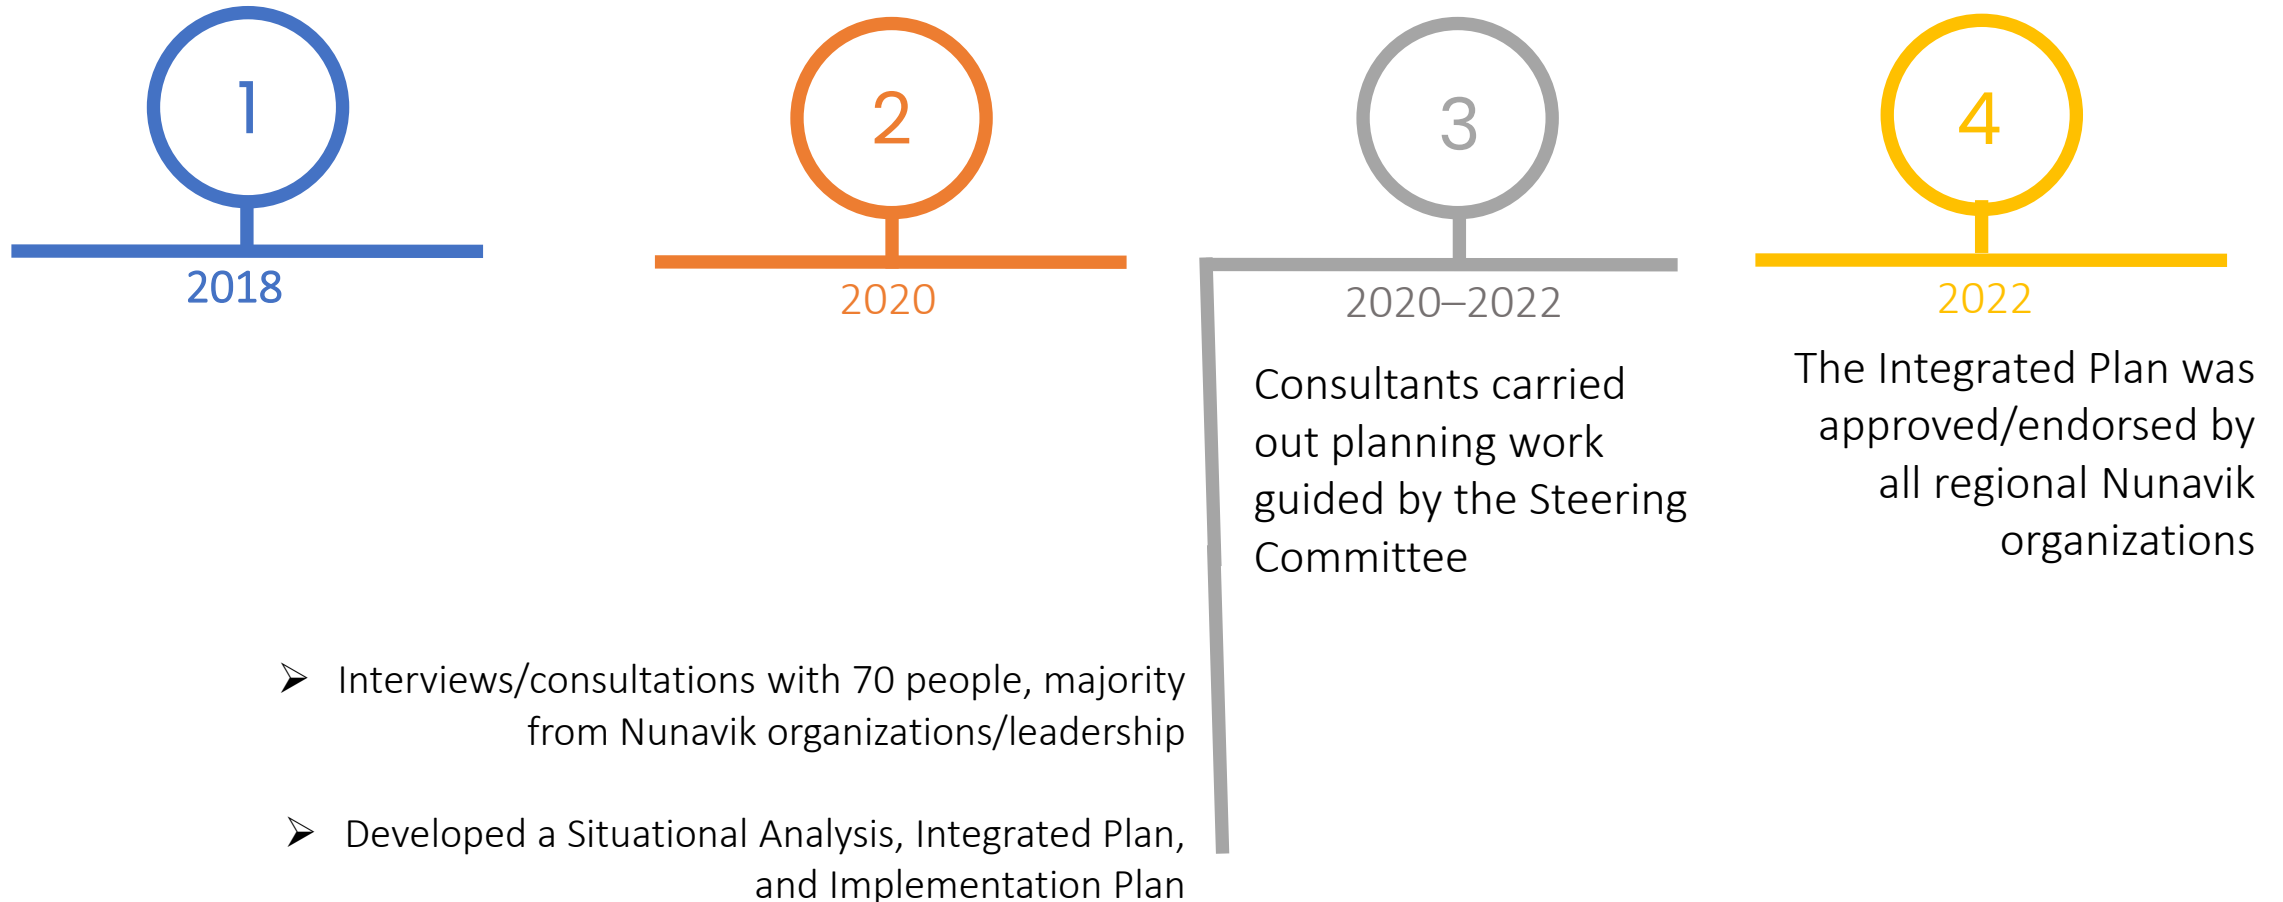 1
2018
2
2020
3
2020–2022
Consultants carried
out planning work
guided by the Steering
Committee
4
2022
The Integrated Plan was
approved/endorsed by
all regional Nunavik
organizations
➢ Interviews/consultations with 70 people, majority
from Nunavik organizations/leadership
➢ Developed a Situational Analysis, Integrated Plan,
and Implementation Plan